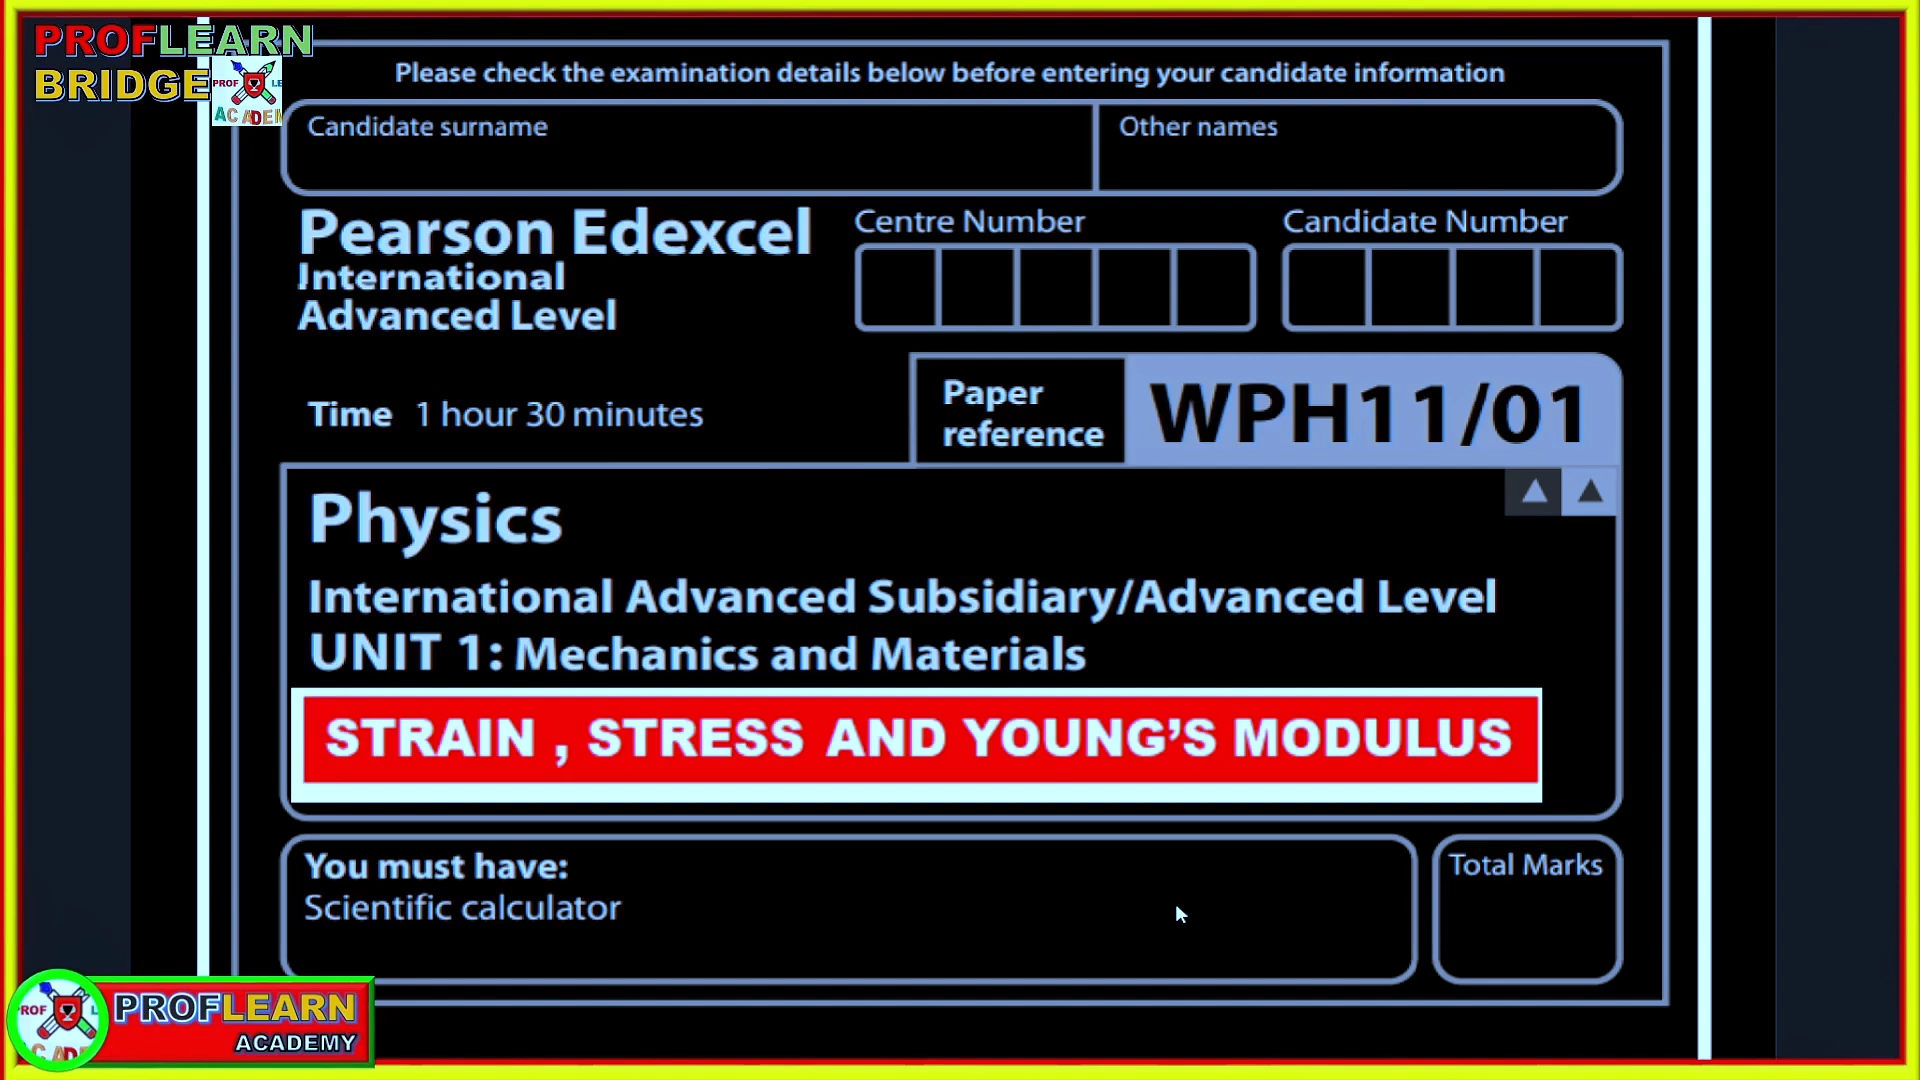 PROFLEARN
BRIDGE
PROF LE
ACADEM
Please check the examination details below before entering your candidate information
Candidate surname
Other names
Pearson Edexcel
International
Advanced Level
Centre Number
Candidate Number
Time 1 hour 30 minutes
Paper
reference
WPH11/01
Physics
International Advanced Subsidiary/Advanced Level
UNIT 1: Mechanics and Materials
STRAIN , STRESS AND YOUNG'S MODULUS
You must have:
Scientific calculator
Total Marks
PROFLEARN
ACADEMY